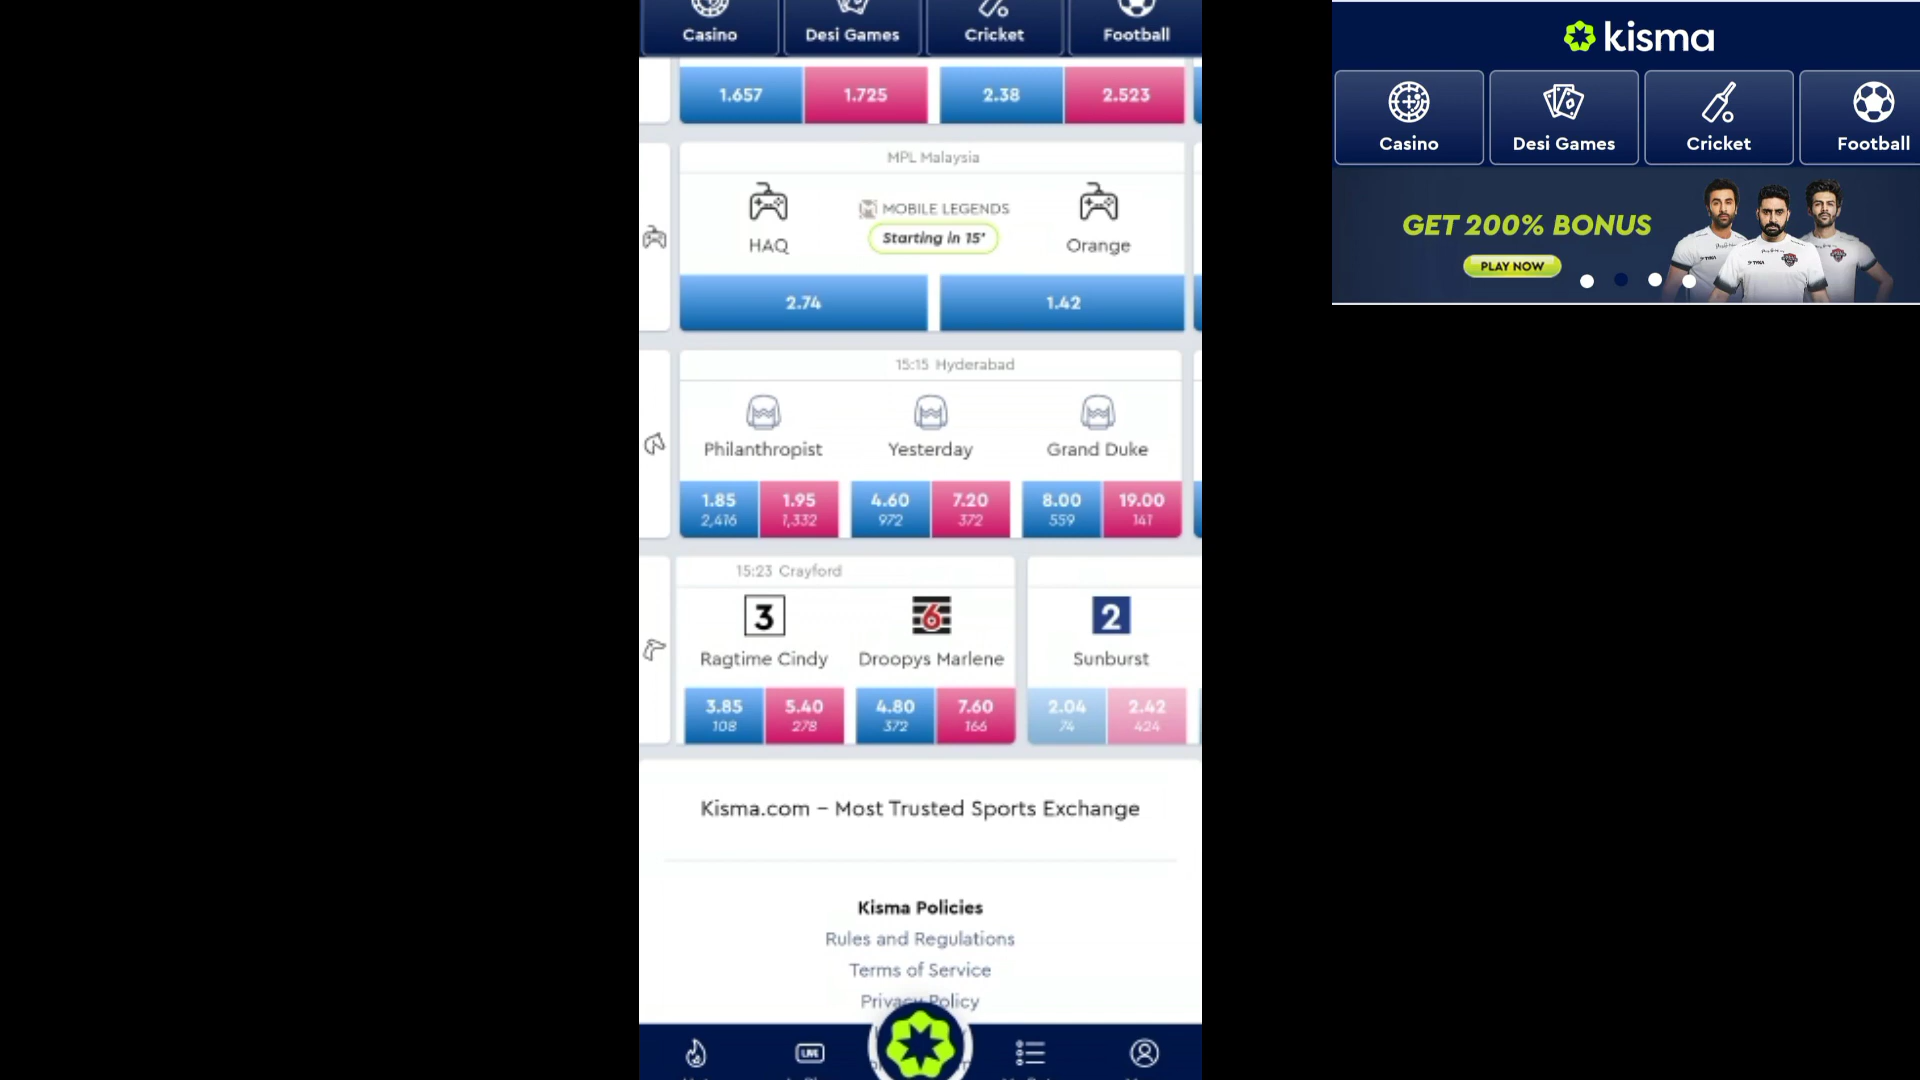 Casino
Desi Games
Cricket
Football
1.657
1.725
2.38
2.523
MPL Malaysia
MOBILE LEGENDS
Starting in 15'
HAQ
Orange
2.74
1.42
15:15 Hyderabad
Philanthropist
Yesterday
Grand Duke
1.85
1.95
4.60
7.20
8.00
19.00
2,416
1,332
972
372
559
141
15:23 Crayford
3
6
2
Ragtime Cindy
Droopys Marlene
Sunburst
3.85
5.40
4.80
7.60
2.04
2.42
108
278
372
166
74
424
Kisma.com – Most Trusted Sports Exchange
Kisma Policies
Rules and Regulations
Terms of Service
Privacy Policy
LIVE
kisma
Casino
Desi Games
Cricket
Football
GET 200% BONUS
PLAY NOW